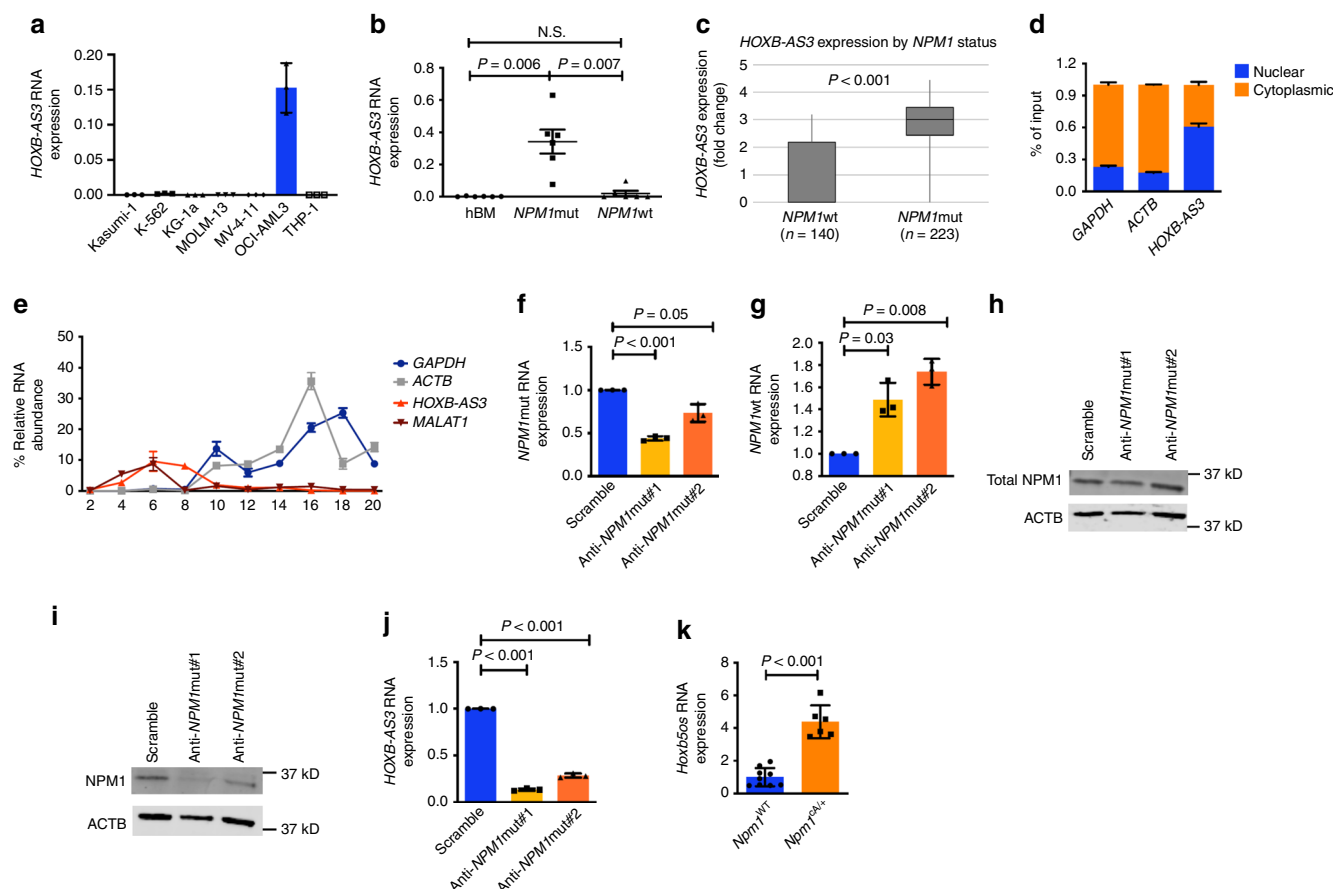 a
HOXB-AS3 RNA
expression
0.20
0.15
0.10
0.05
0.00
Kasumi-1
K-562
KG-1a
MOLM-13
MV-4-11
OCI-AML3
THP-1
b
N.S.
P = 0.006
P = 0.007
HOXB-AS3 RNA
expression
0.8
0.6
0.4
0.2
0.0
hBM
NPM1mut
NPM1wt
c
HOXB-AS3 expression by NPM1 status
P < 0.001
HOXB-AS3 expression
(fold change)
5
4
3
2
1
0
NPM1wt
(n = 140)
NPM1mut
(n = 223)
d
Nuclear
Cytoplasmic
% of input
1.2
0.9
0.6
0.3
0.0
GAPDH
ACTB
HOXB-AS3
e
% Relative RNA
abundance
50
40
30
20
10
0
2 4 6 8 10 12 14 16 18 20
GAPDH
ACTB
HOXB-AS3
MALAT1
f
P = 0.05
P < 0.001
NPM1mut RNA
expression
1.5
1.0
0.5
0.0
Scramble
Anti-NPM1mut#1
Anti-NPM1mut#2
g
P = 0.008
P = 0.03
NPM1wt RNA
expression
2.0
1.8
1.6
1.4
1.2
1.0
0.8
Scramble
Anti-NPM1mut#1
Anti-NPM1mut#2
h
Scramble
Anti-NPM1mut#1
Anti-NPM1mut#2
Total NPM1
37 kD
ACTB
37 kD
i
Scramble
Anti-NPM1mut#1
Anti-NPM1mut#2
NPM1
37 kD
ACTB
37 kD
j
P < 0.001
P < 0.001
HOXB-AS3 RNA
expression
1.5
1.0
0.5
0.0
Scramble
Anti-NPM1mut#1
Anti-NPM1mut#2
k
P < 0.001
Hoxb5os RNA
expression
8
6
4
2
0
Npm1WT
Npm1cA/+